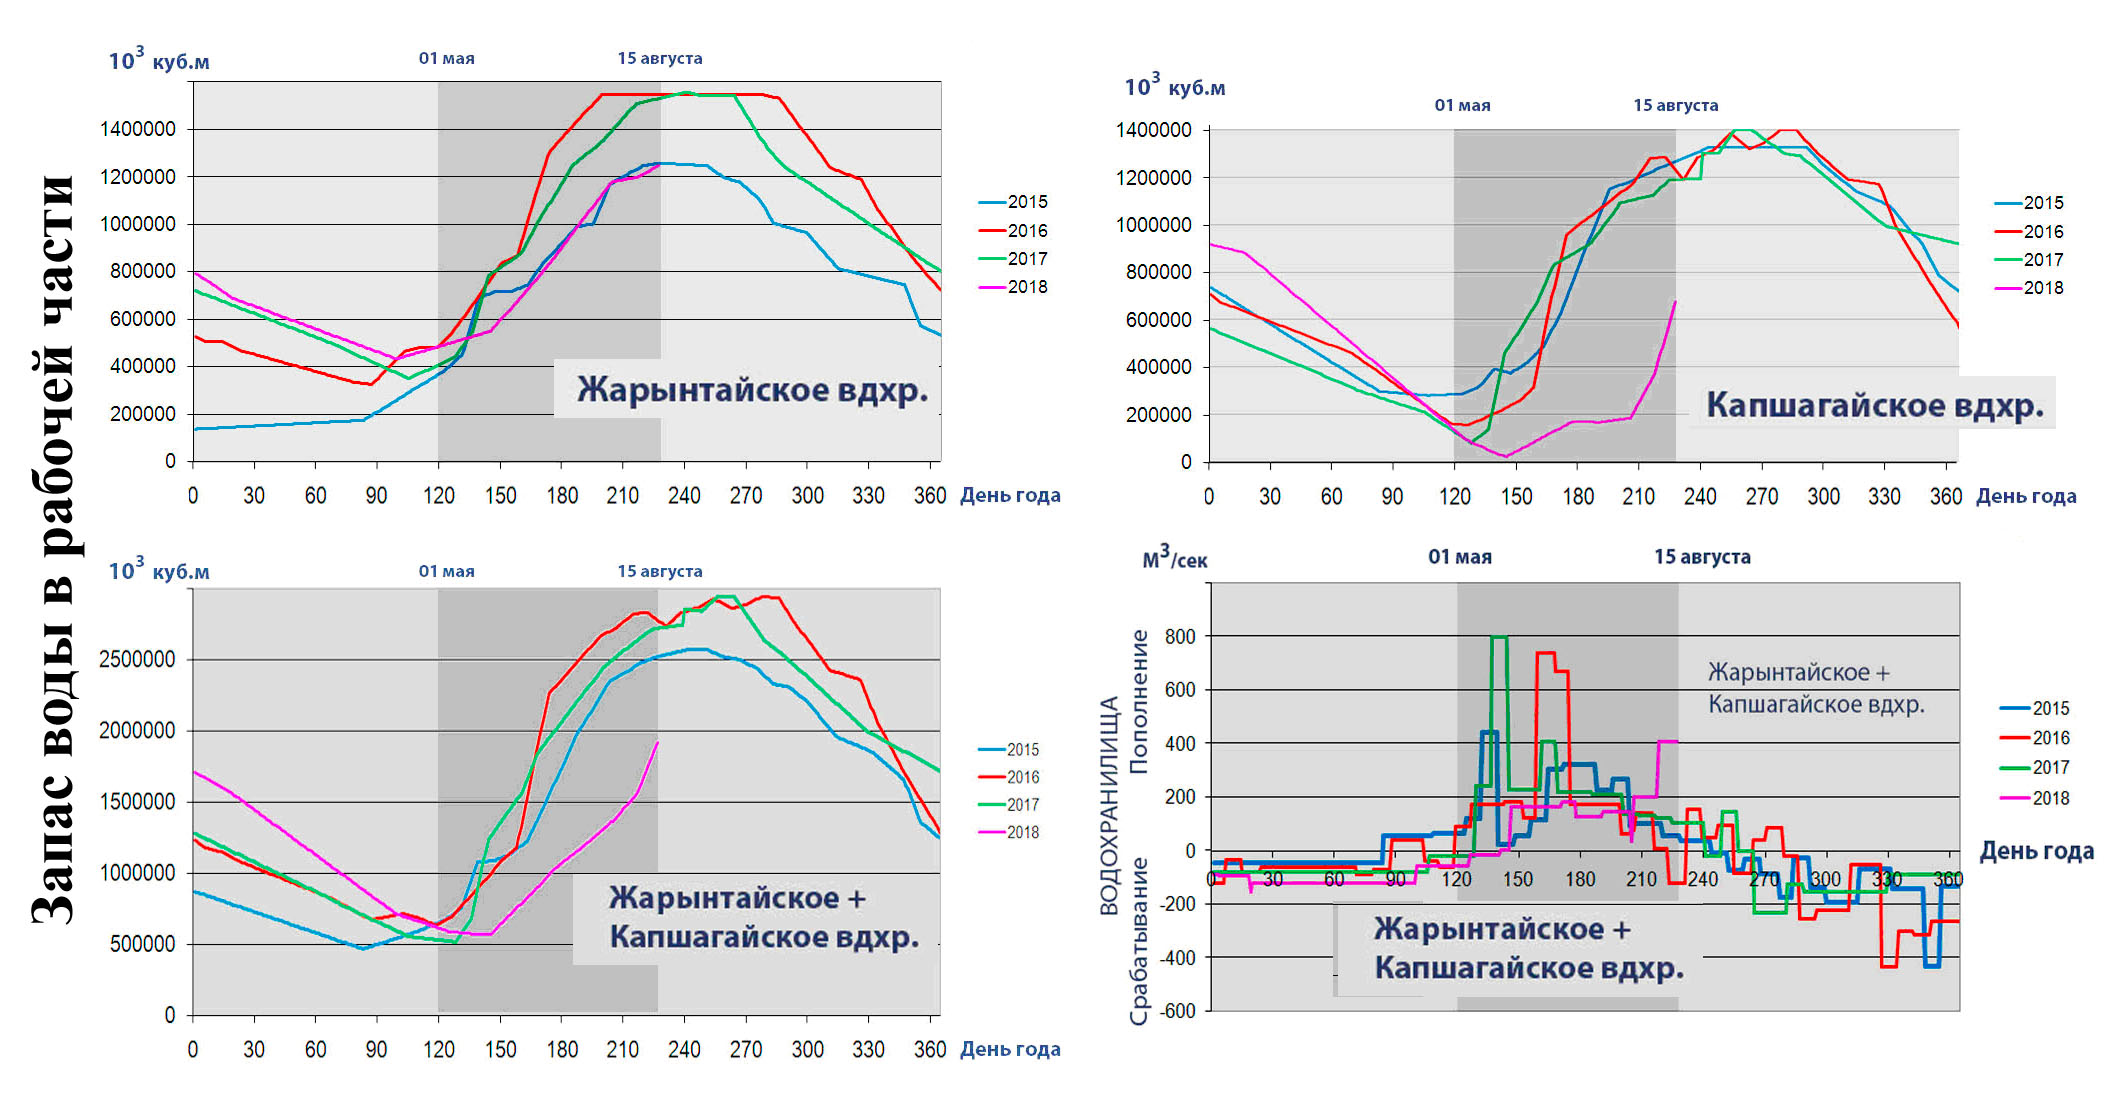 Запас воды в рабочей части
10³ куб.м
01 мая
15 августа
1400000
1200000
1000000
800000
600000
400000
200000
0
0 30 60 90 120 150 180 210 240 270 300 330 360 День года
2015
2016
2017
2018
Жарынтайское вдхр.
10³ куб.м
01 мая
15 августа
1400000
1200000
1000000
800000
600000
400000
200000
0
0 30 60 90 120 150 180 210 240 270 300 330 360 День года
2015
2016
2017
2018
Капшагайское вдхр.
10³ куб.м
01 мая
15 августа
2500000
2000000
1500000
1000000
500000
0
0 30 60 90 120 150 180 210 240 270 300 330 360 День года
2015
2016
2017
2018
Жарынтайское +
Капшагайское вдхр.
М³/сек
01 мая
15 августа
ВОДОХРАНИЛИЩА
Срабатывание Пополнение
800
600
400
200
0
-200
-400
-600
0 30 60 90 120 150 180 210 240 270 300 330 360
День года
Жарынтайское +
Капшагайское вдхр.
2015
2016
2017
2018
Жарынтайское +
Капшагайское вдхр.